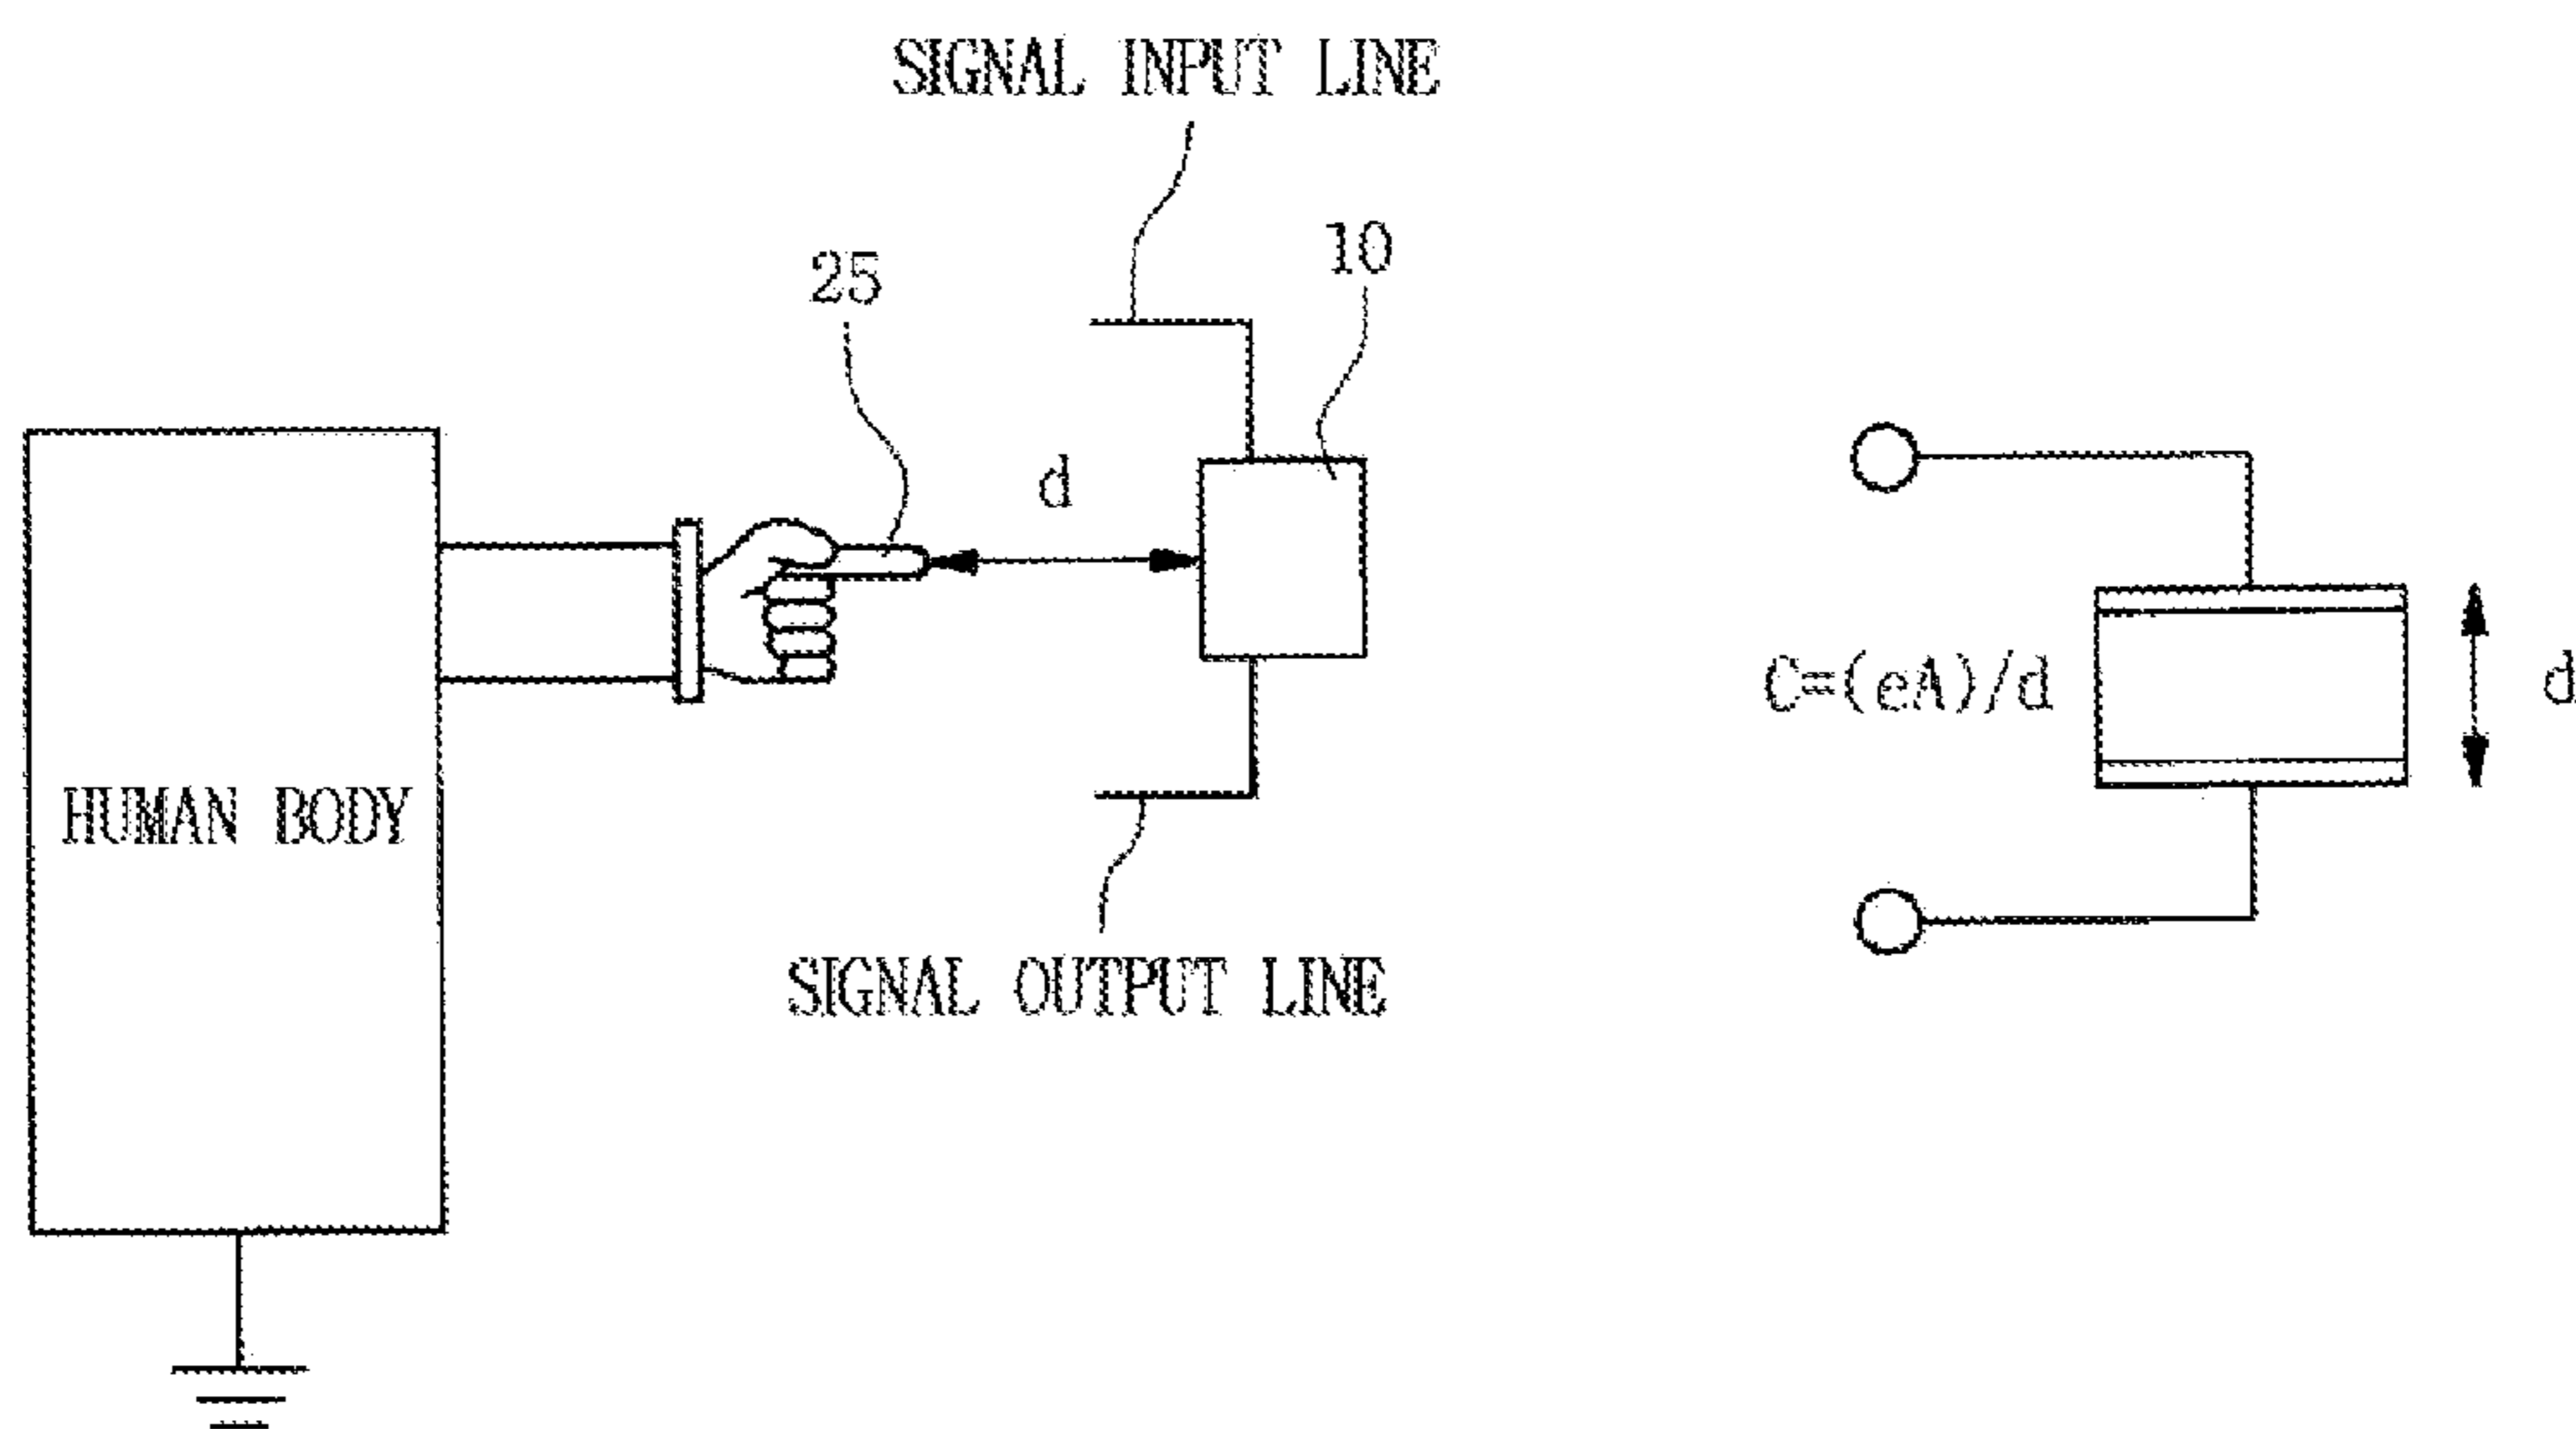 SIGNAL INPUT LINE
10
25
d
C=(eA)/d
d
HUMAN BODY
SIGNAL OUTPUT LINE